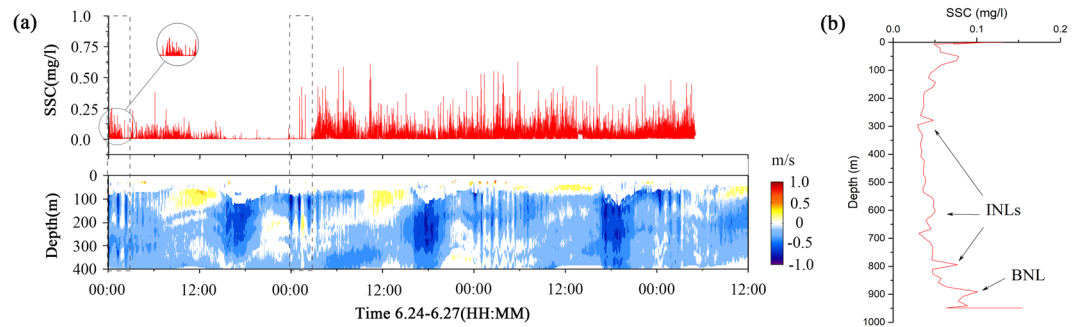 (a)
SSC(mg/l)
1.0
0.75
0.50
0.25
0.0
Depth(m)
0
100
200
300
400
00:00 12:00 00:00 12:00 00:00 12:00 00:00 12:00
Time 6.24-6.27(HH:MM)
m/s
1.0
0.5
0.0
-0.5
-1.0
(b)
SSC (mg/l)
0.0 0.1 0.2
Depth (m)
0
100
200
300
400
500
600
700
800
900
1000
INLs
BNL